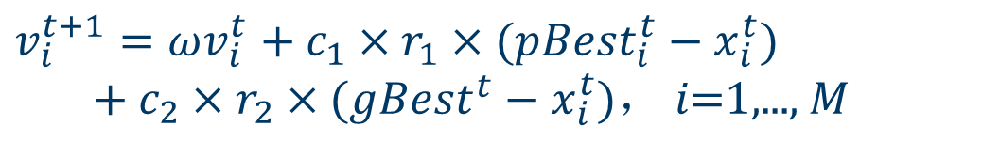 v_i^{t+1} = ωv_i^t + c_1 × r_1 × (pBest_i^t − x_i^t)
+ c_2 × r_2 × (gBest^t − x_i^t)， i=1,..., M